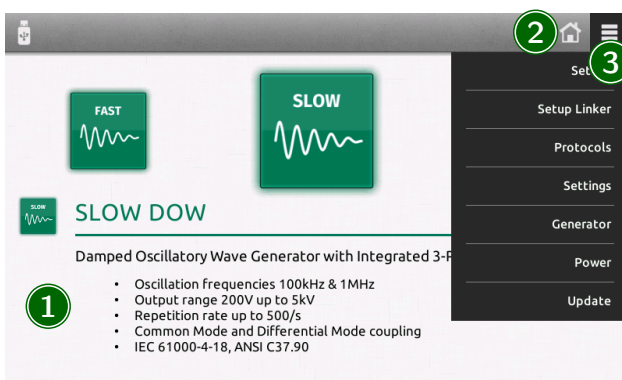 2
3
Set
FAST
SLOW
Setup Linker
Protocols
Settings
SLOW
SLOW DOW
Generator
Damped Oscillatory Wave Generator with Integrated 3-P
Power
• Oscillation frequencies 100kHz & 1MHz
1
• Output range 200V up to 5kV
Update
• Repetition rate up to 500/s
• Common Mode and Differential Mode coupling
• IEC 61000-4-18, ANSI C37.90